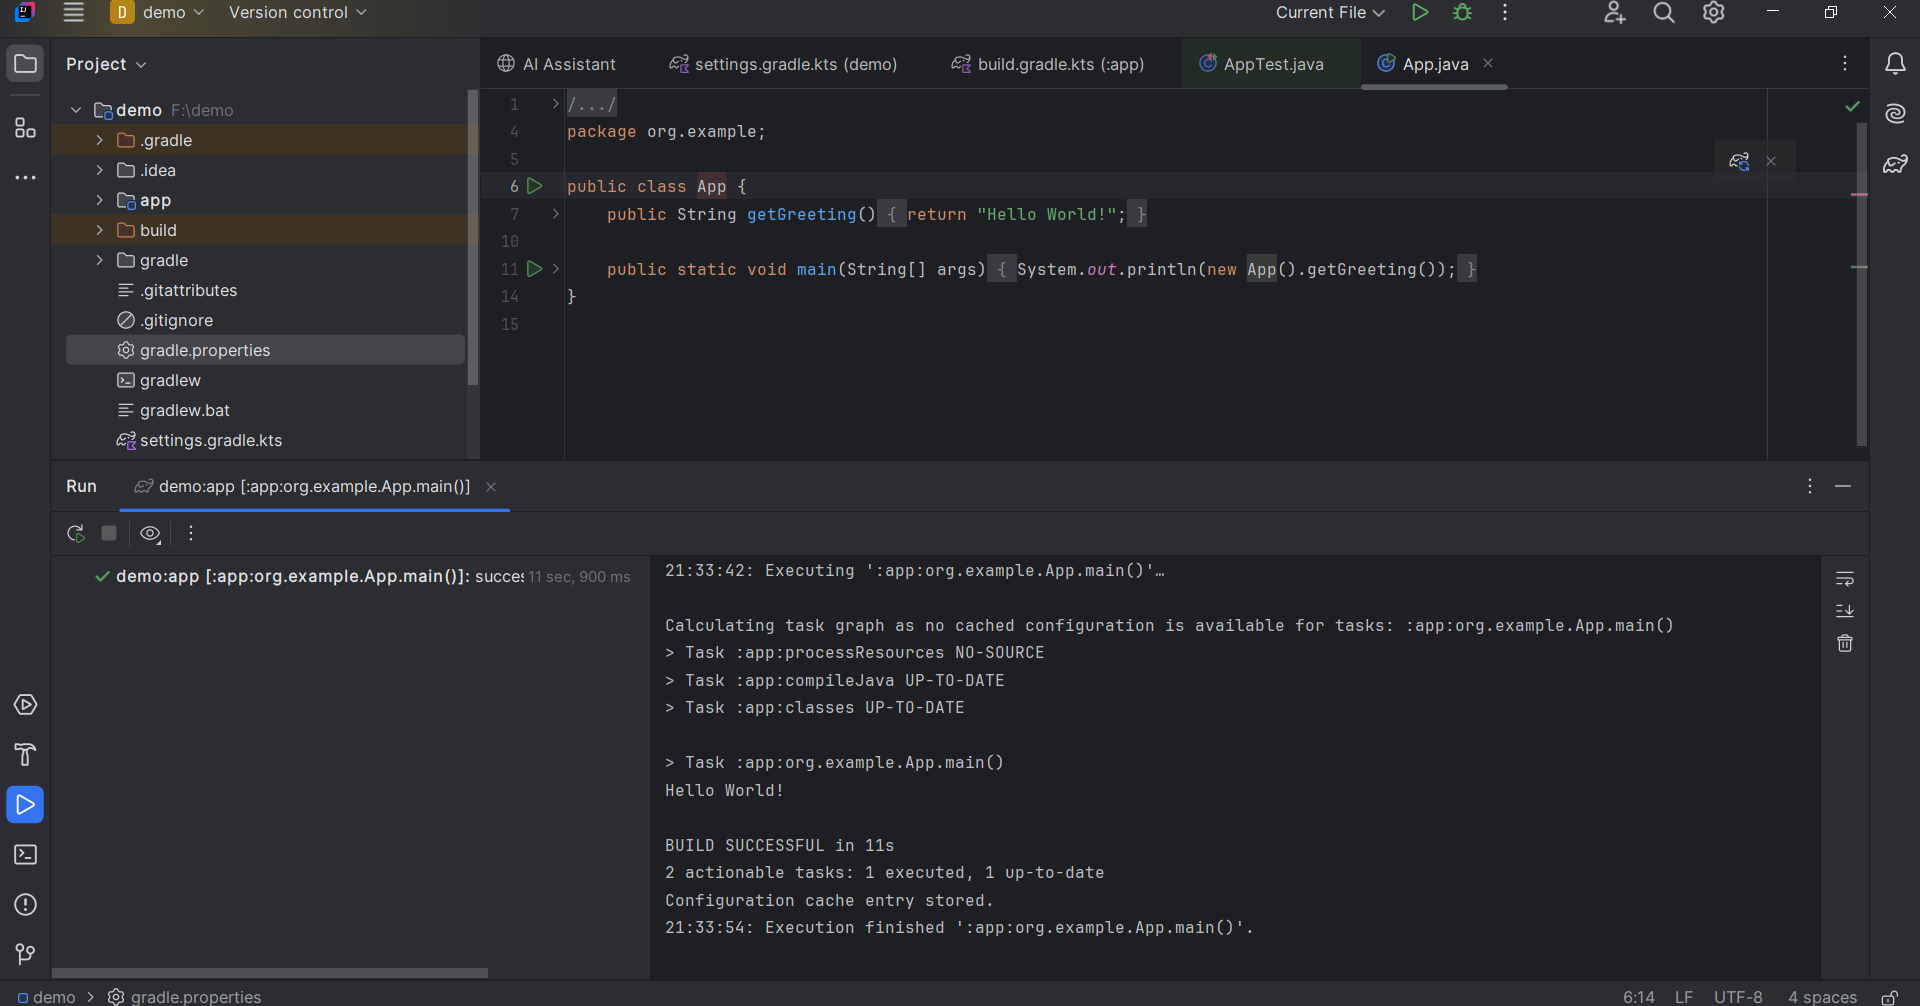 D demo Version control Current File
Project AI Assistant settings.gradle.kts (demo) build.gradle.kts (:app) AppTest.java App.java
demo F:\demo
.gradle
.idea
app
build
gradle
.gitattributes
.gitignore
gradle.properties
gradlew
gradlew.bat
settings.gradle.kts
1 /.../
4 package org.example;
5
6 public class App {
7 public String getGreeting() { return "Hello World!"; }
10
11 public static void main(String[] args) { System.out.println(new App().getGreeting()); }
14 }
15
Run demo:app [:app:org.example.App.main()]
demo:app [:app:org.example.App.main()]: succes 11 sec, 900 ms
21:33:42: Executing ':app:org.example.App.main()'…
Calculating task graph as no cached configuration is available for tasks: :app:org.example.App.main()
> Task :app:processResources NO-SOURCE
> Task :app:compileJava UP-TO-DATE
> Task :app:classes UP-TO-DATE
> Task :app:org.example.App.main()
Hello World!
BUILD SUCCESSFUL in 11s
2 actionable tasks: 1 executed, 1 up-to-date
Configuration cache entry stored.
21:33:54: Execution finished ':app:org.example.App.main()'.
demo > gradle.properties 6:14 LF UTF-8 4 spaces